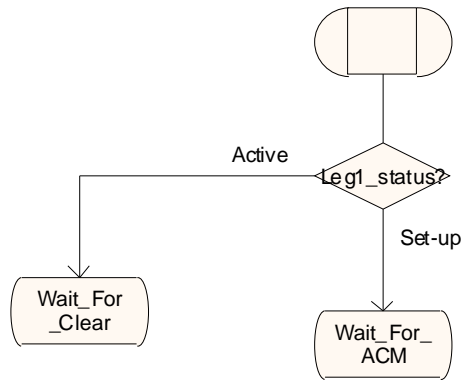 Active
Leg1_status?
Set-up
Wait_For
_Clear
Wait_For_
ACM